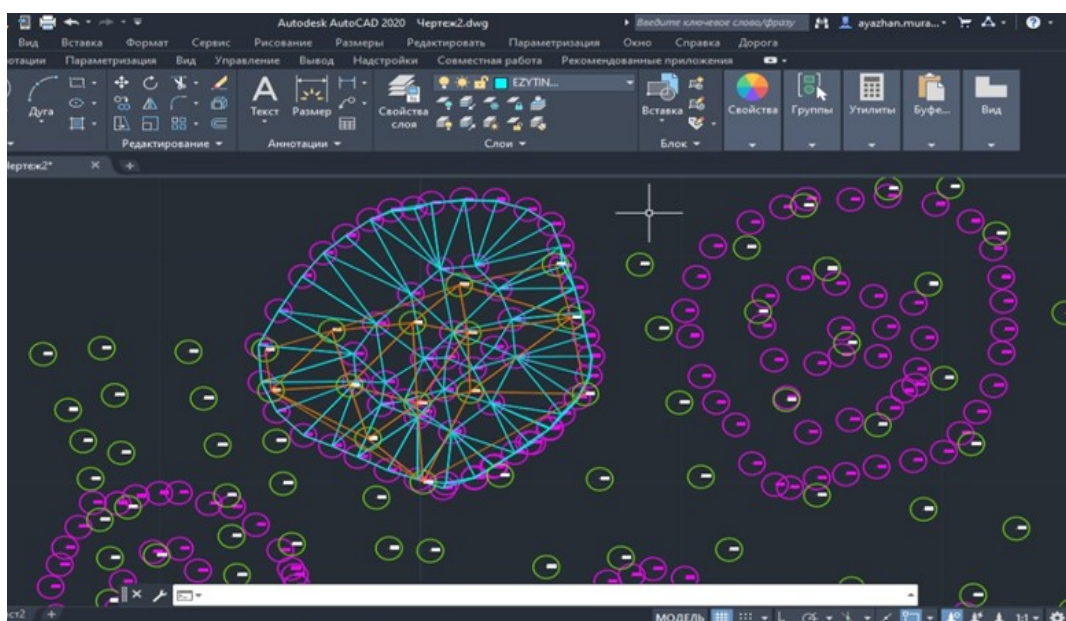 Autodesk AutoCAD 2020 Чертеж2.dwg
Введите ключевое слово/фразу
ayazhan.mura...
Вид Вставка Формат Сервис Рисование Размеры Редактировать Параметризация Окно Справка Дорога
Параметризация Вид Управление Вывод Надстройки Совместная работа Рекомендованные приложения
Дуга
Текст
Размер
Свойства слоя
EZYTIN...
Вставка
Свойства
Группы
Утилиты
Буфе...
Вид
Редактирование
Аннотации
Слои
Блок
Чертеж2*
МОДЕЛЬ
1:1